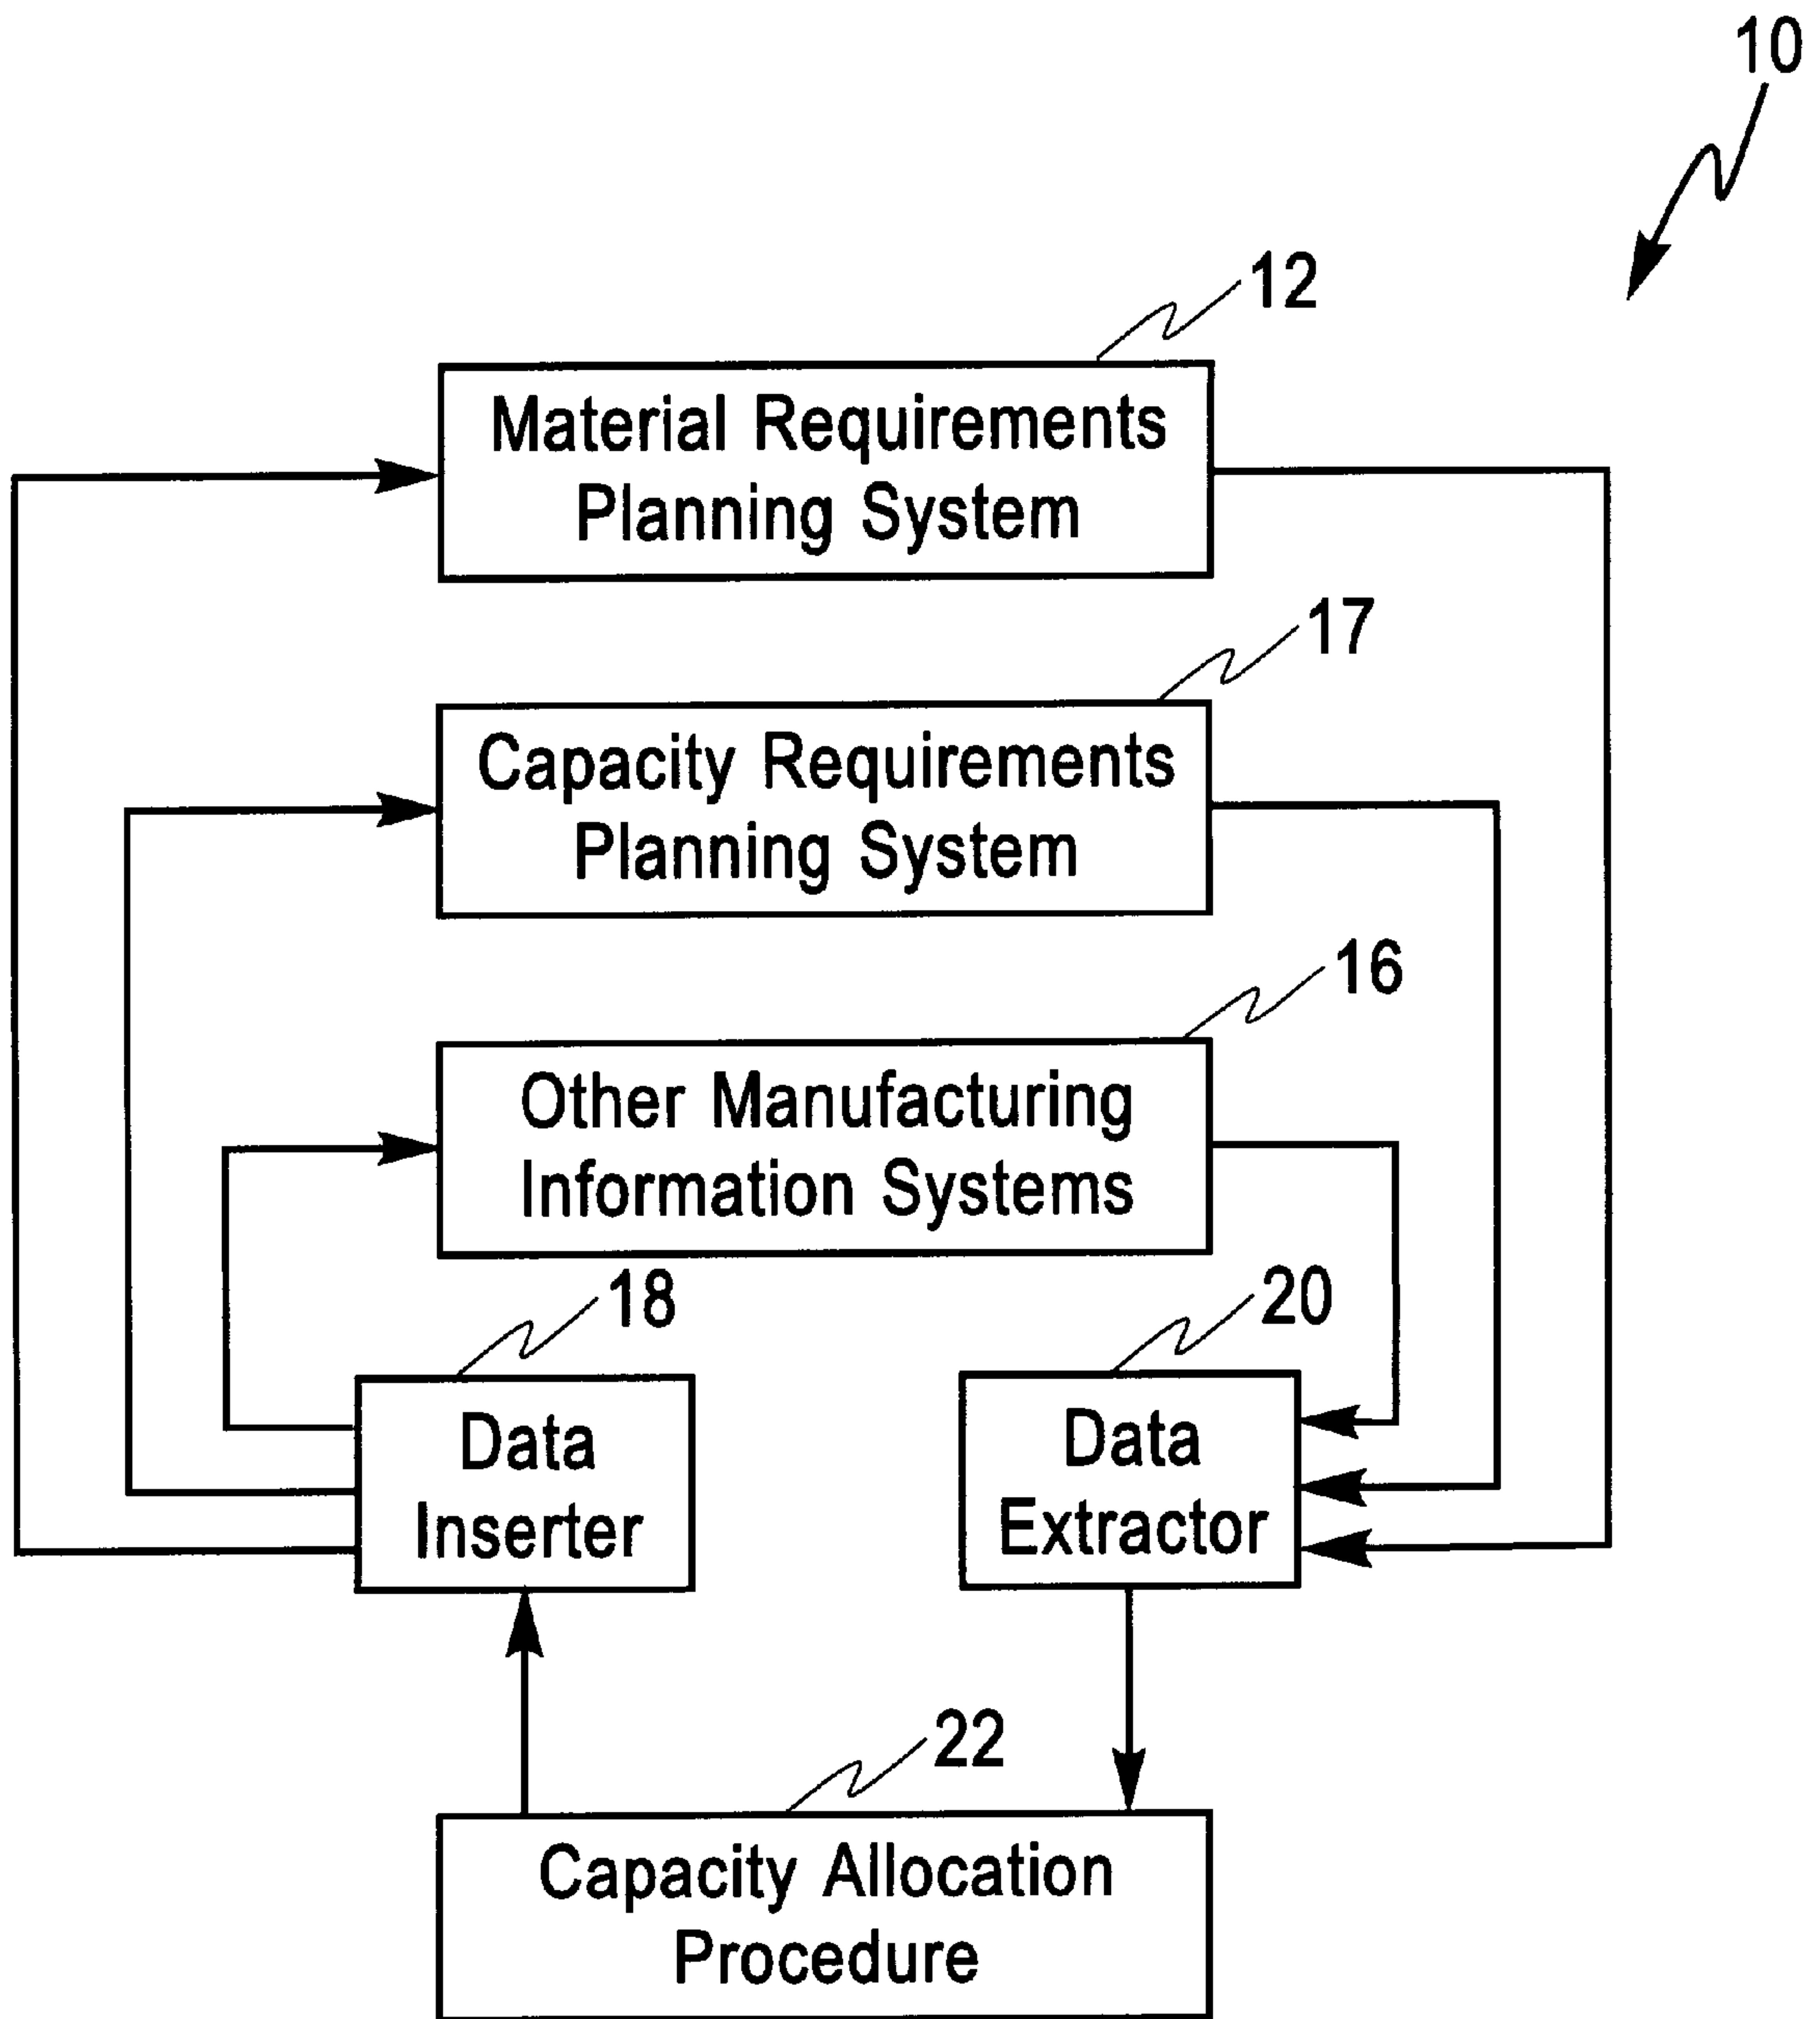 10
12
Material Requirements
Planning System
17
Capacity Requirements
Planning System
16
Other Manufacturing
Information Systems
18
20
Data
Inserter
Data
Extractor
22
Capacity Allocation
Procedure